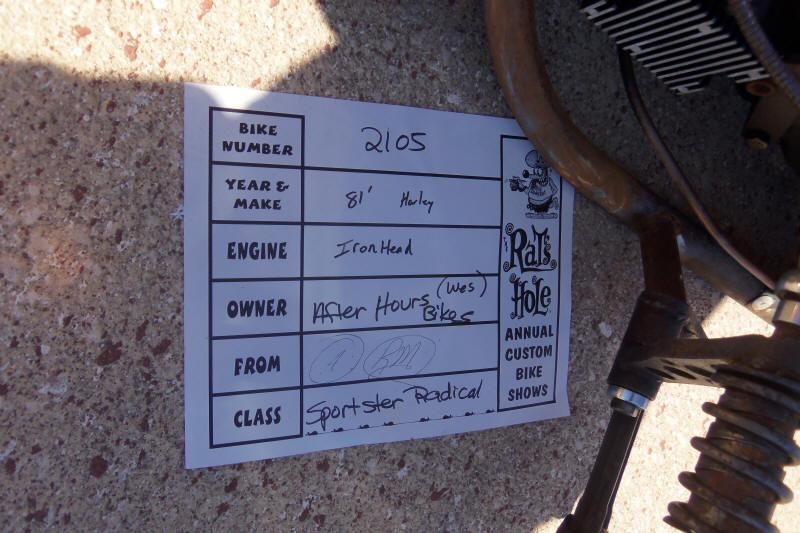 BIKE NUMBER 2105
YEAR & MAKE 81' Harley
ENGINE IronHead
OWNER After Hours (Wes) Bikes
FROM
CLASS Sportster Radical
RAT'S
HOLE
ANNUAL
CUSTOM
BIKE
SHOWS